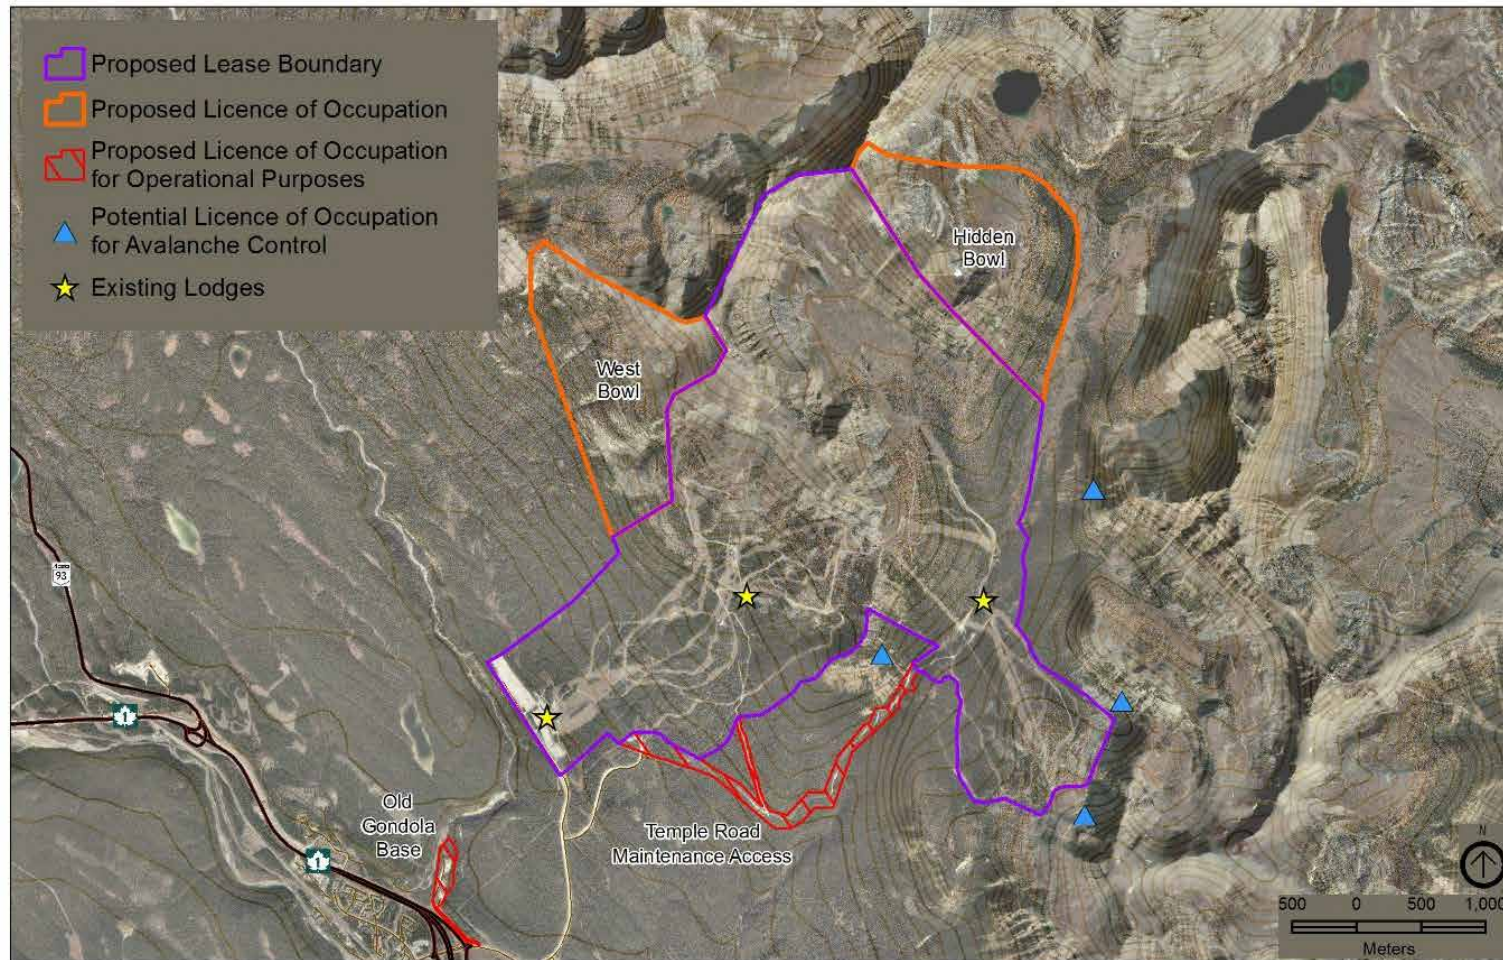 Proposed Lease Boundary
Proposed Licence of Occupation
Proposed Licence of Occupation
for Operational Purposes
Potential Licence of Occupation
for Avalanche Control
Existing Lodges
Hidden
Bowl
West
Bowl
93
1
1
Old
Gondola
Base
Temple Road
Maintenance Access
N
500 0 500 1,000
Meters